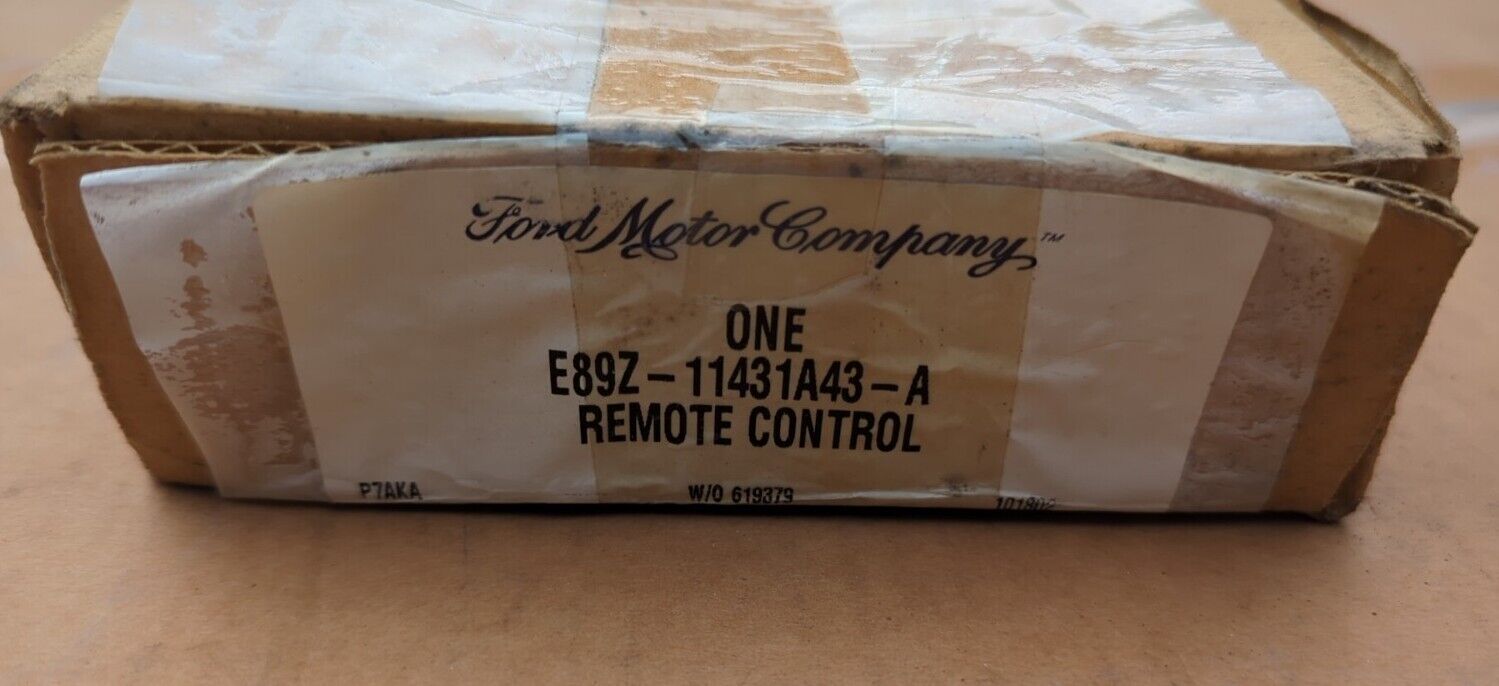 Ford Motor Company™
ONE
E89Z-11431A43-A
REMOTE CONTROL
P7AKA W/O 619379 101802